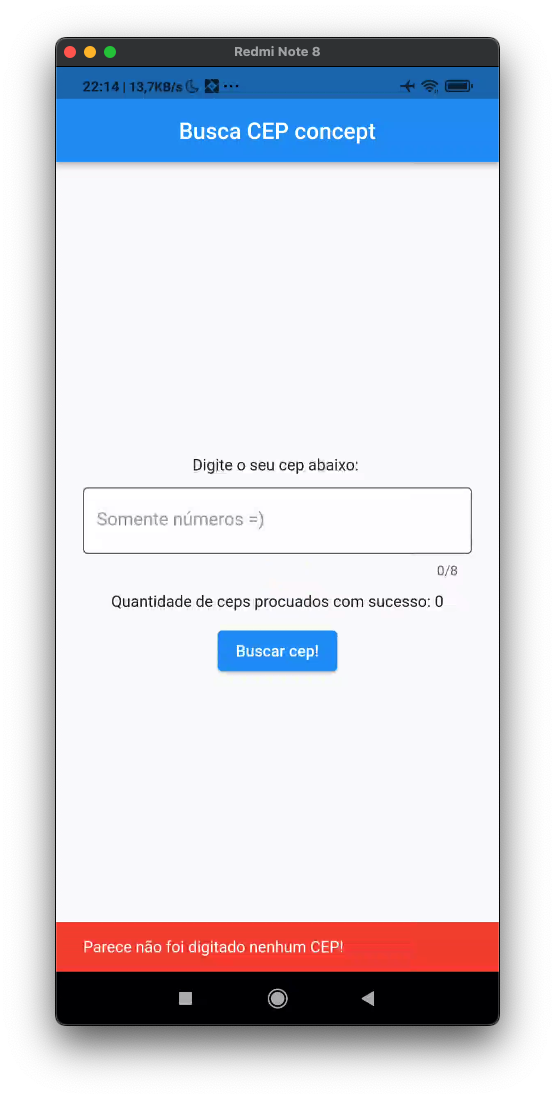 Redmi Note 8
22:14 | 13,7KB/s ...
Busca CEP concept
Digite o seu cep abaixo:
Somente números =)
0/8
Quantidade de ceps procuados com sucesso: 0
Buscar cep!
Parece não foi digitado nenhum CEP!